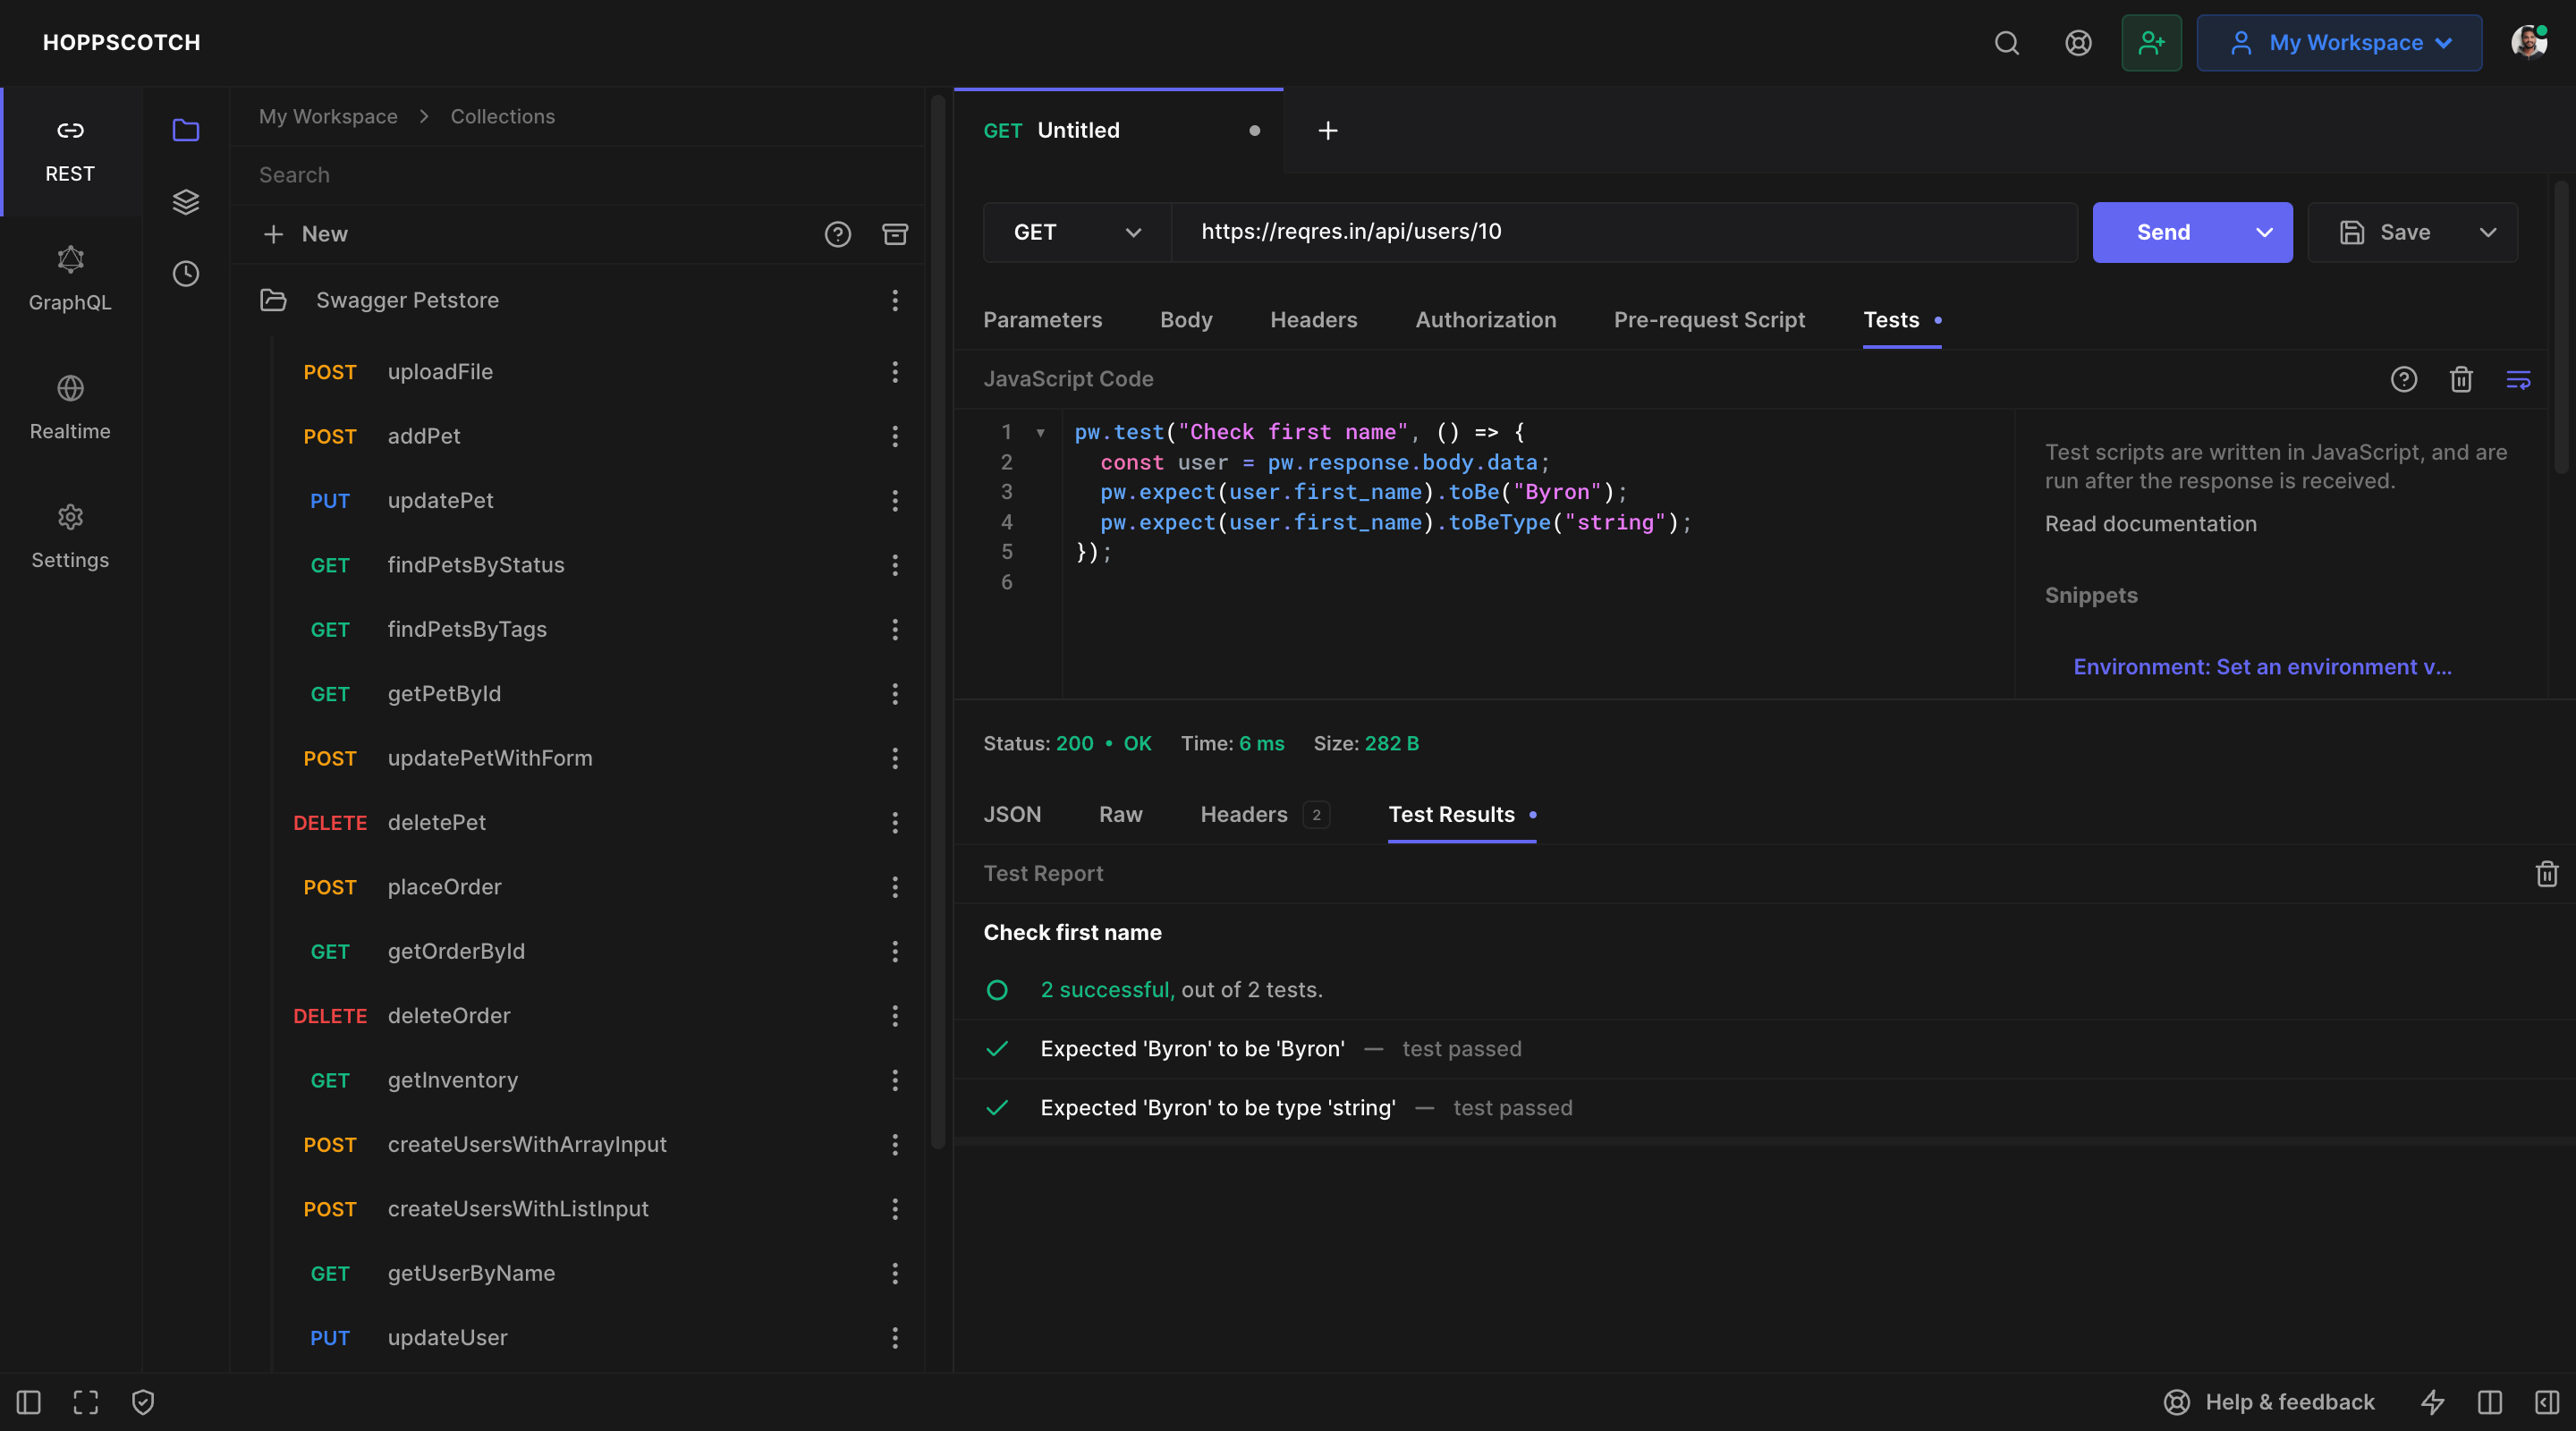 HOPPSCOTCH
My Workspace
REST
GraphQL
Realtime
Settings
My Workspace > Collections
Search
New
Swagger Petstore
POST uploadFile
POST addPet
PUT updatePet
GET findPetsByStatus
GET findPetsByTags
GET getPetById
POST updatePetWithForm
DELETE deletePet
POST placeOrder
GET getOrderById
DELETE deleteOrder
GET getInventory
POST createUsersWithArrayInput
POST createUsersWithListInput
GET getUserByName
PUT updateUser
GET Untitled
GET https://reqres.in/api/users/10 Send Save
Parameters Body Headers Authorization Pre-request Script Tests
JavaScript Code
1 pw.test("Check first name", () => {
2 const user = pw.response.body.data;
3 pw.expect(user.first_name).toBe("Byron");
4 pw.expect(user.first_name).toBeType("string");
5 });
6
Test scripts are written in JavaScript, and are
run after the response is received.
Read documentation
Snippets
Environment: Set an environment v...
Status: 200 • OK Time: 6 ms Size: 282 B
JSON Raw Headers 2 Test Results
Test Report
Check first name
2 successful, out of 2 tests.
Expected 'Byron' to be 'Byron' — test passed
Expected 'Byron' to be type 'string' — test passed
Help & feedback